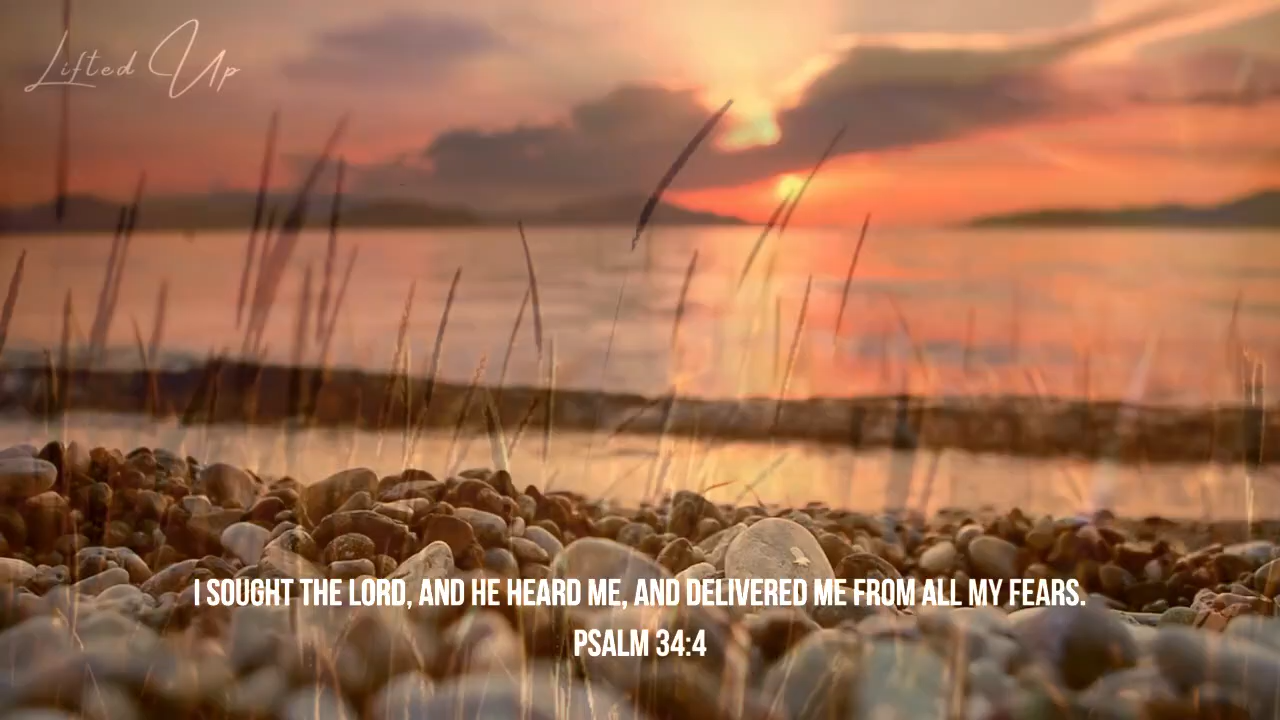 Lifted Up
I SOUGHT THE LORD, AND HE HEARD ME, AND DELIVERED ME FROM ALL MY FEARS.
PSALM 34:4